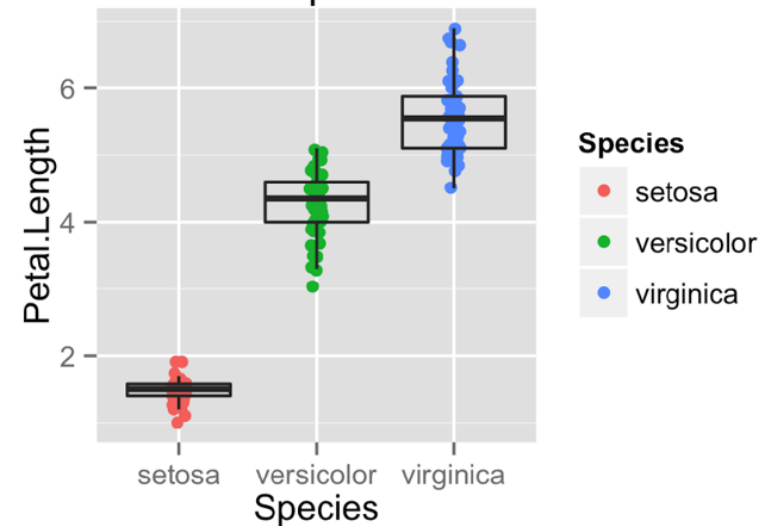 Petal.Length
6
4
2
setosa versicolor virginica
Species
Species
setosa
versicolor
virginica